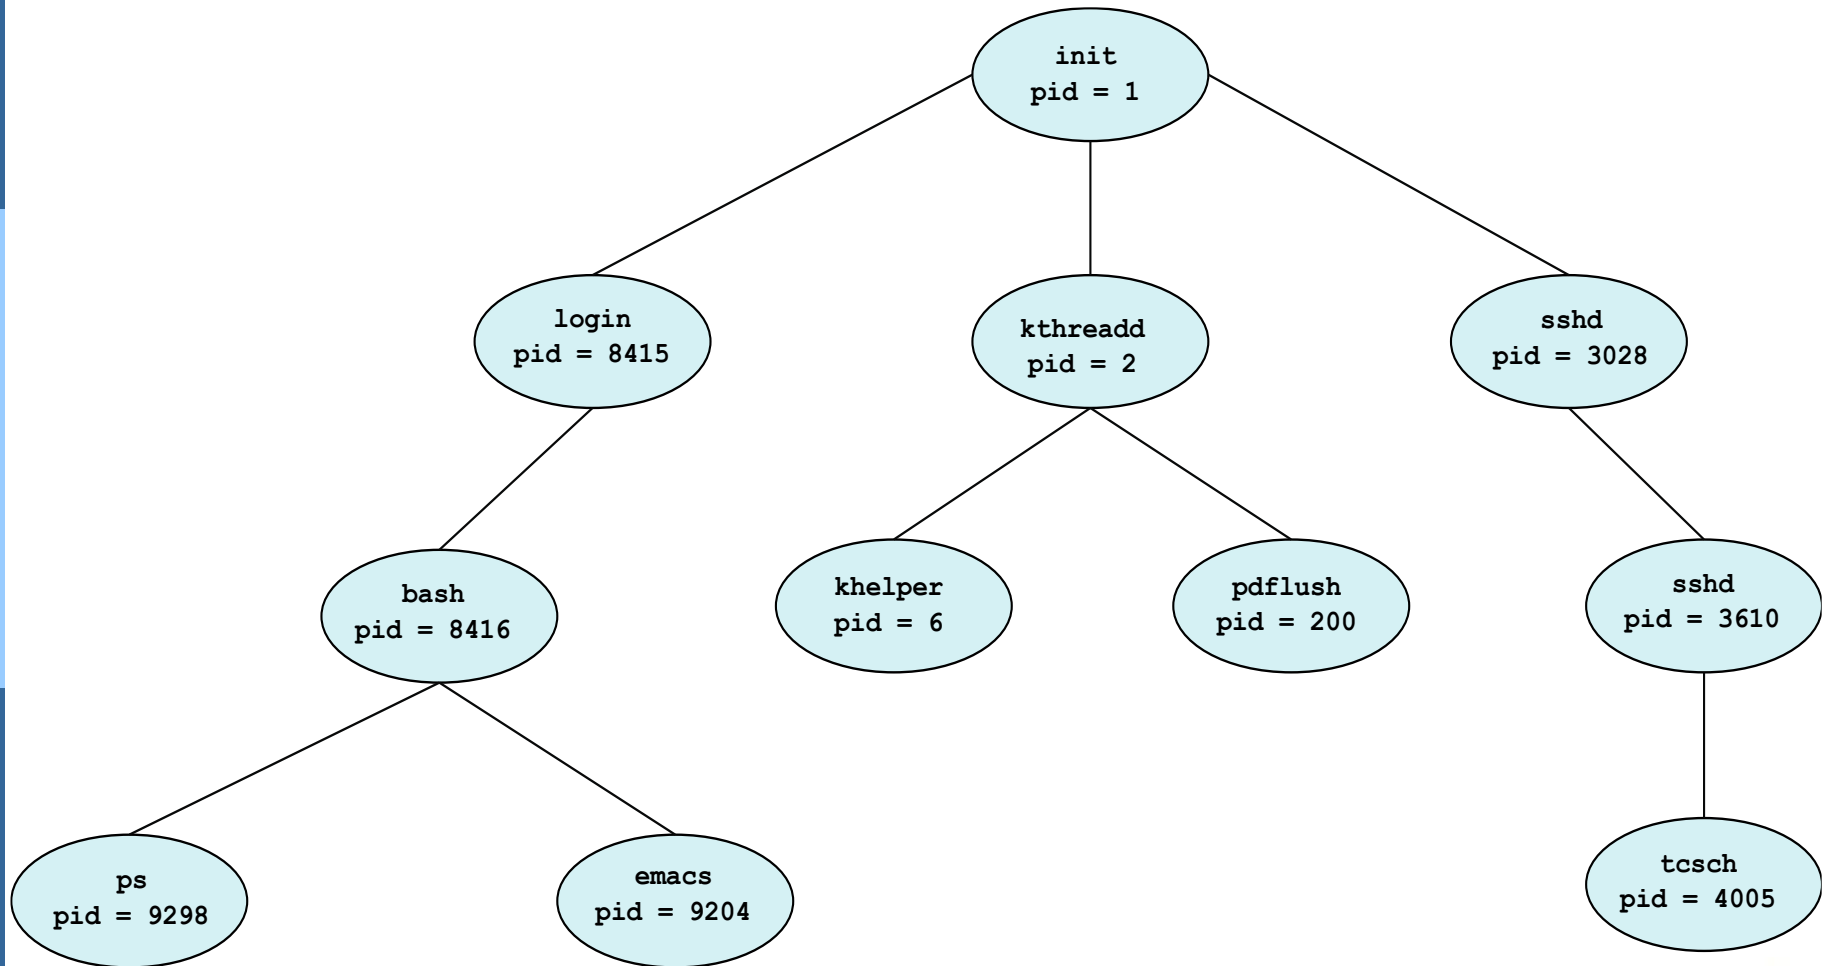 init
pid = 1
login
pid = 8415
kthreadd
pid = 2
sshd
pid = 3028
bash
pid = 8416
khelper
pid = 6
pdflush
pid = 200
sshd
pid = 3610
ps
pid = 9298
emacs
pid = 9204
tcsch
pid = 4005